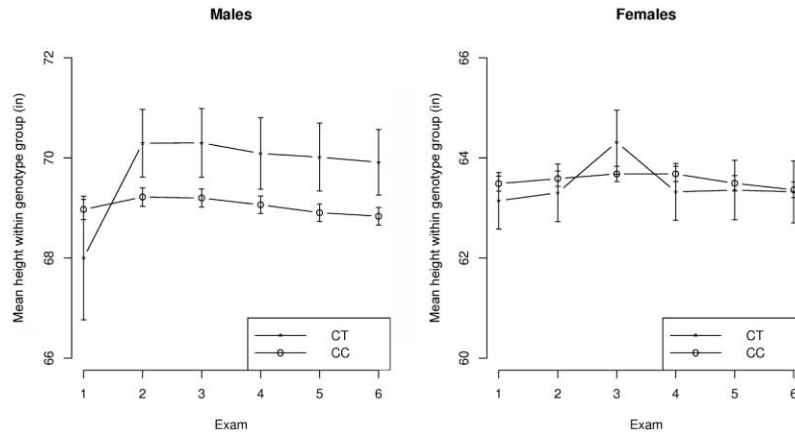 Males
Mean height within genotype group (in)
72
70
68
66
1 2 3 4 5 6
Exam
CT
CC
Females
Mean height within genotype group (in)
66
64
62
60
1 2 3 4 5 6
Exam
CT
CC